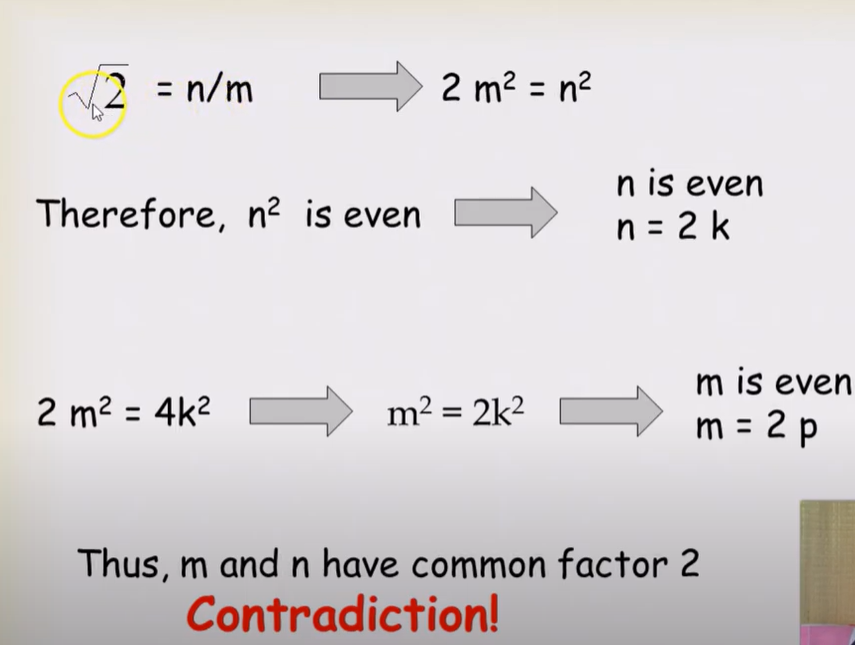 √2 = n/m 2 m² = n²
n is even
Therefore, n² is even n = 2 k
2 m² = 4k² m² = 2k² m is even
m = 2 p
Thus, m and n have common factor 2
Contradiction!